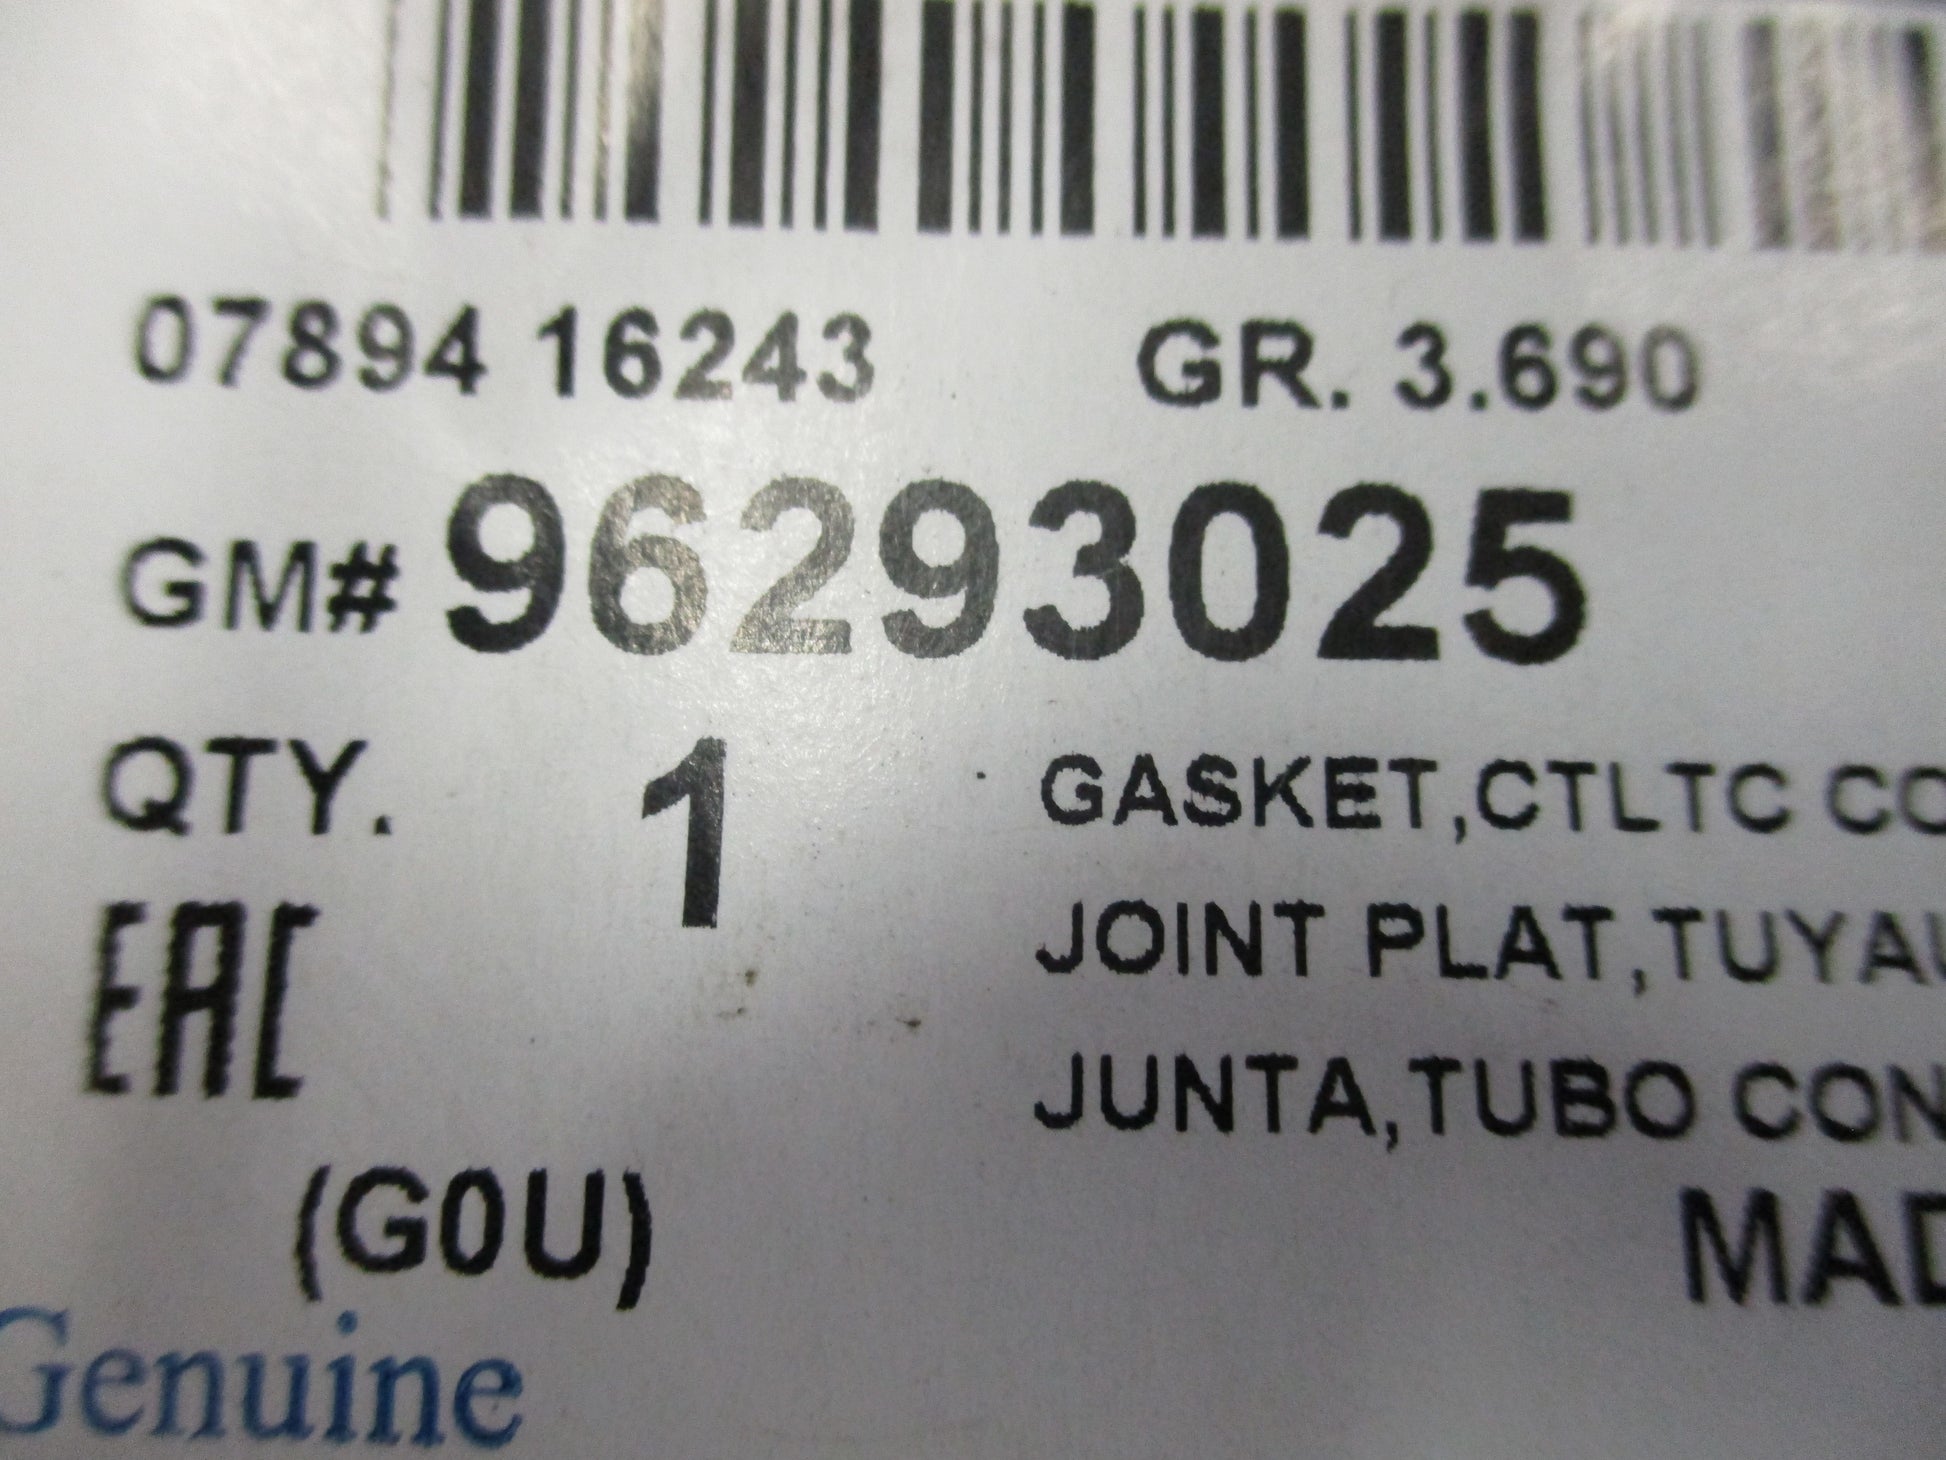 07894 16243 GR. 3.690
GM# 96293025
QTY. 1 GASKET,CTLTC CO
JOINT PLAT,TUYAU
JUNTA,TUBO CON
EAC
(G0U) MAD
Genuine